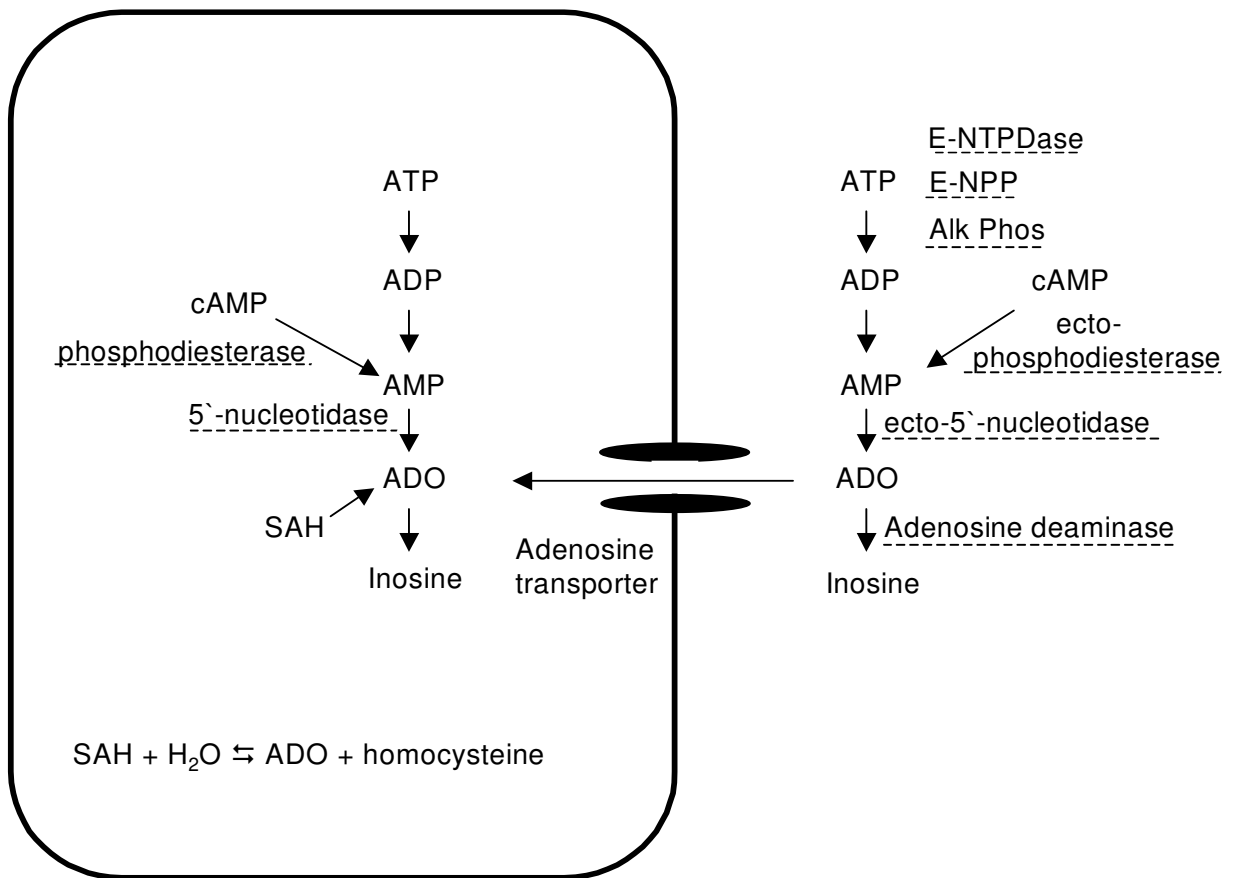 ATP
ADP
cAMP
phosphodiesterase
AMP
5`-nucleotidase
ADO
SAH
Inosine
Adenosine
transporter
SAH + H₂O ⇆ ADO + homocysteine
E-NTPDase
ATP
E-NPP
Alk Phos
ADP
cAMP
ecto-
phosphodiesterase
AMP
ecto-5`-nucleotidase
ADO
Adenosine deaminase
Inosine